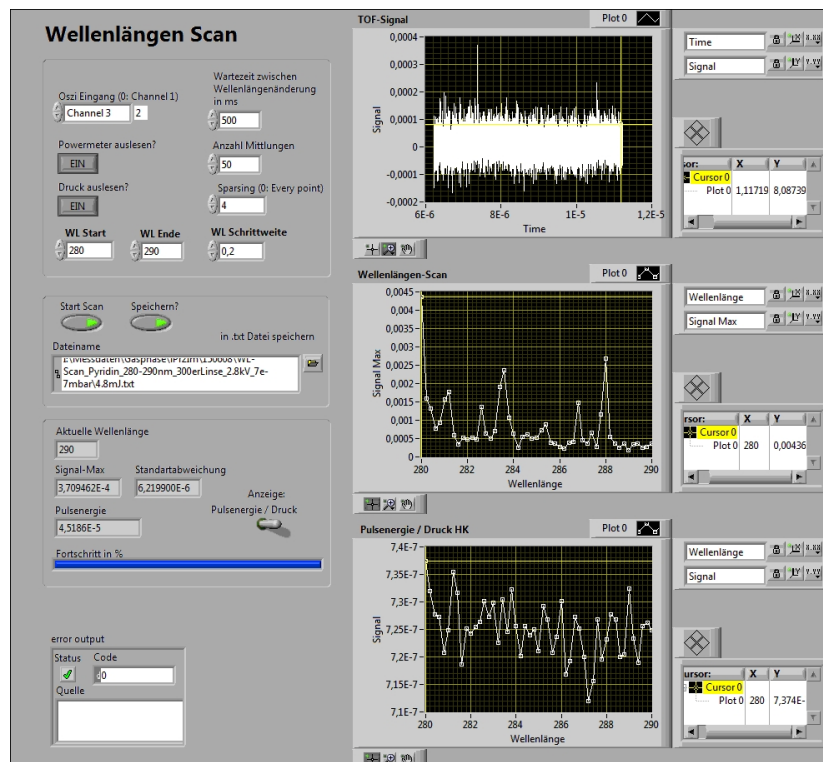 Wellenlängen Scan
Oszi Eingang (0: Channel 1)
Channel 3 2
Wartezeit zwischen
Wellenlängenänderung
in ms
500
Powermeter auslesen?
EIN
Anzahl Mittlungen
50
Druck auslesen?
EIN
Sparsing (0: Every point)
4
WL Start WL Ende WL Schrittweite
280 290 0,2
Start Scan Speichern?
in .txt Datei speichern
Dateiname
Scan_Pyridin_280-290nm_300erLinse_2.8kV_7e-
7mbar\4.8mJ.txt
Aktuelle Wellenlänge
290
Signal-Max Standartabweichung
3,709462E-4 6,219900E-6
Anzeige:
Pulsenergie / Druck
Pulsenergie
4,5186E-5
Fortschritt in %
error output
Status Code
0
Quelle
TOF-Signal Plot 0
0,0004
0,0003
0,0002
0,0001
0
-0,0001
-0,0002
Signal
6E-6 8E-6 1E-5 1,2E-5
Time
Time
Signal
X Y
Cursor 0
Plot 0 1,11719 8,08739
Wellenlängen-Scan Plot 0
0,0045
0,004
0,0035
0,003
0,0025
0,002
0,0015
0,001
0,0005
0
Signal Max
280 282 284 286 288 290
Wellenlänge
Wellenlänge
Signal Max
X Y
Cursor 0
Plot 0 280 0,00436
Pulsenergie / Druck HK Plot 0
7,4E-7
7,35E-7
7,3E-7
7,25E-7
7,2E-7
7,15E-7
7,1E-7
Signal
280 282 284 286 288 290
Wellenlänge
Wellenlänge
Signal
X Y
Cursor 0
Plot 0 280 7,374E-